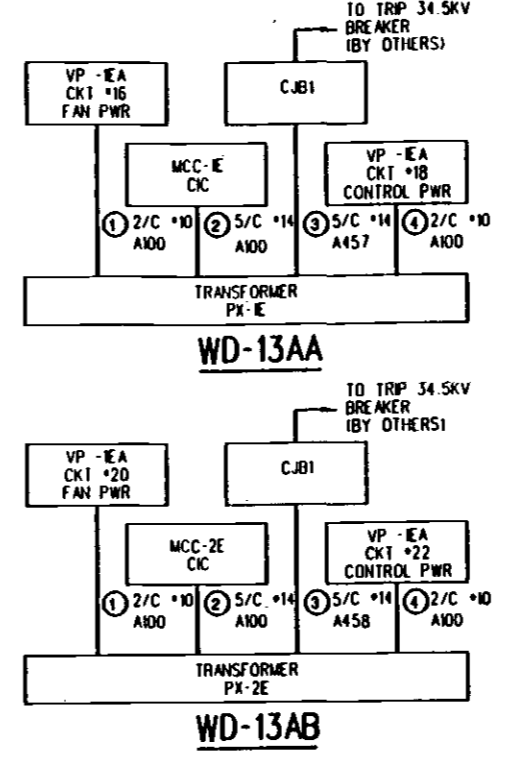 TO TRIP 34.5KV
BREAKER
(BY OTHERS)
VP -1EA
CKT #16
FAN PWR
CJB1
MCC-1E
CIC
VP -1EA
CKT #18
CONTROL PWR
1 2/C #10
A100
2 5/C #14
A100
3 5/C #14
A457
4 2/C #10
A100
TRANSFORMER
PX-1E
WD-13AA
TO TRIP 34.5KV
BREAKER
(BY OTHERS)
VP -1EA
CKT #20
FAN PWR
CJB1
MCC-2E
CIC
VP -1EA
CKT #22
CONTROL PWR
1 2/C #10
A100
2 5/C #14
A100
3 5/C #14
A458
4 2/C #10
A100
TRANSFORMER
PX-2E
WD-13AB